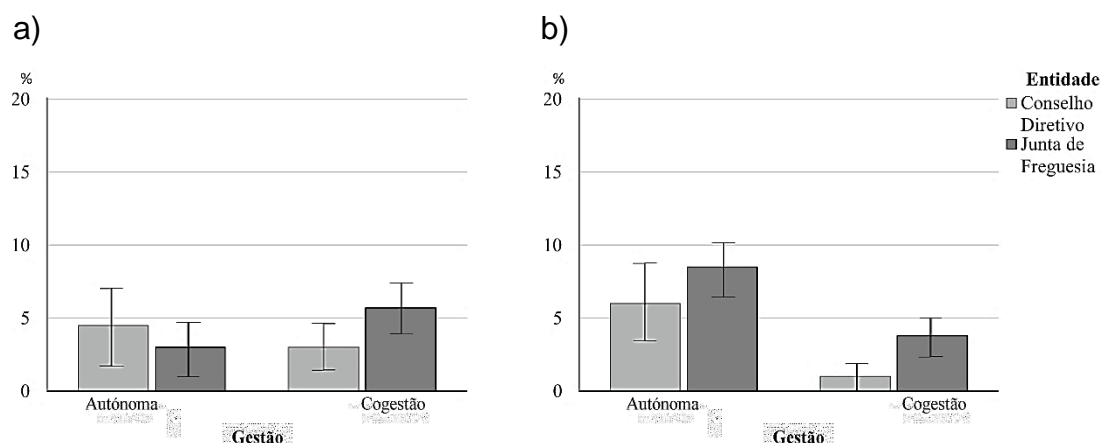 a)
%
20
15
10
5
0
Autónoma
Cogestão
Gestão
b)
%
20
15
10
5
0
Autónoma
Cogestão
Gestão
Entidade
Conselho
Diretivo
Junta de
Freguesia